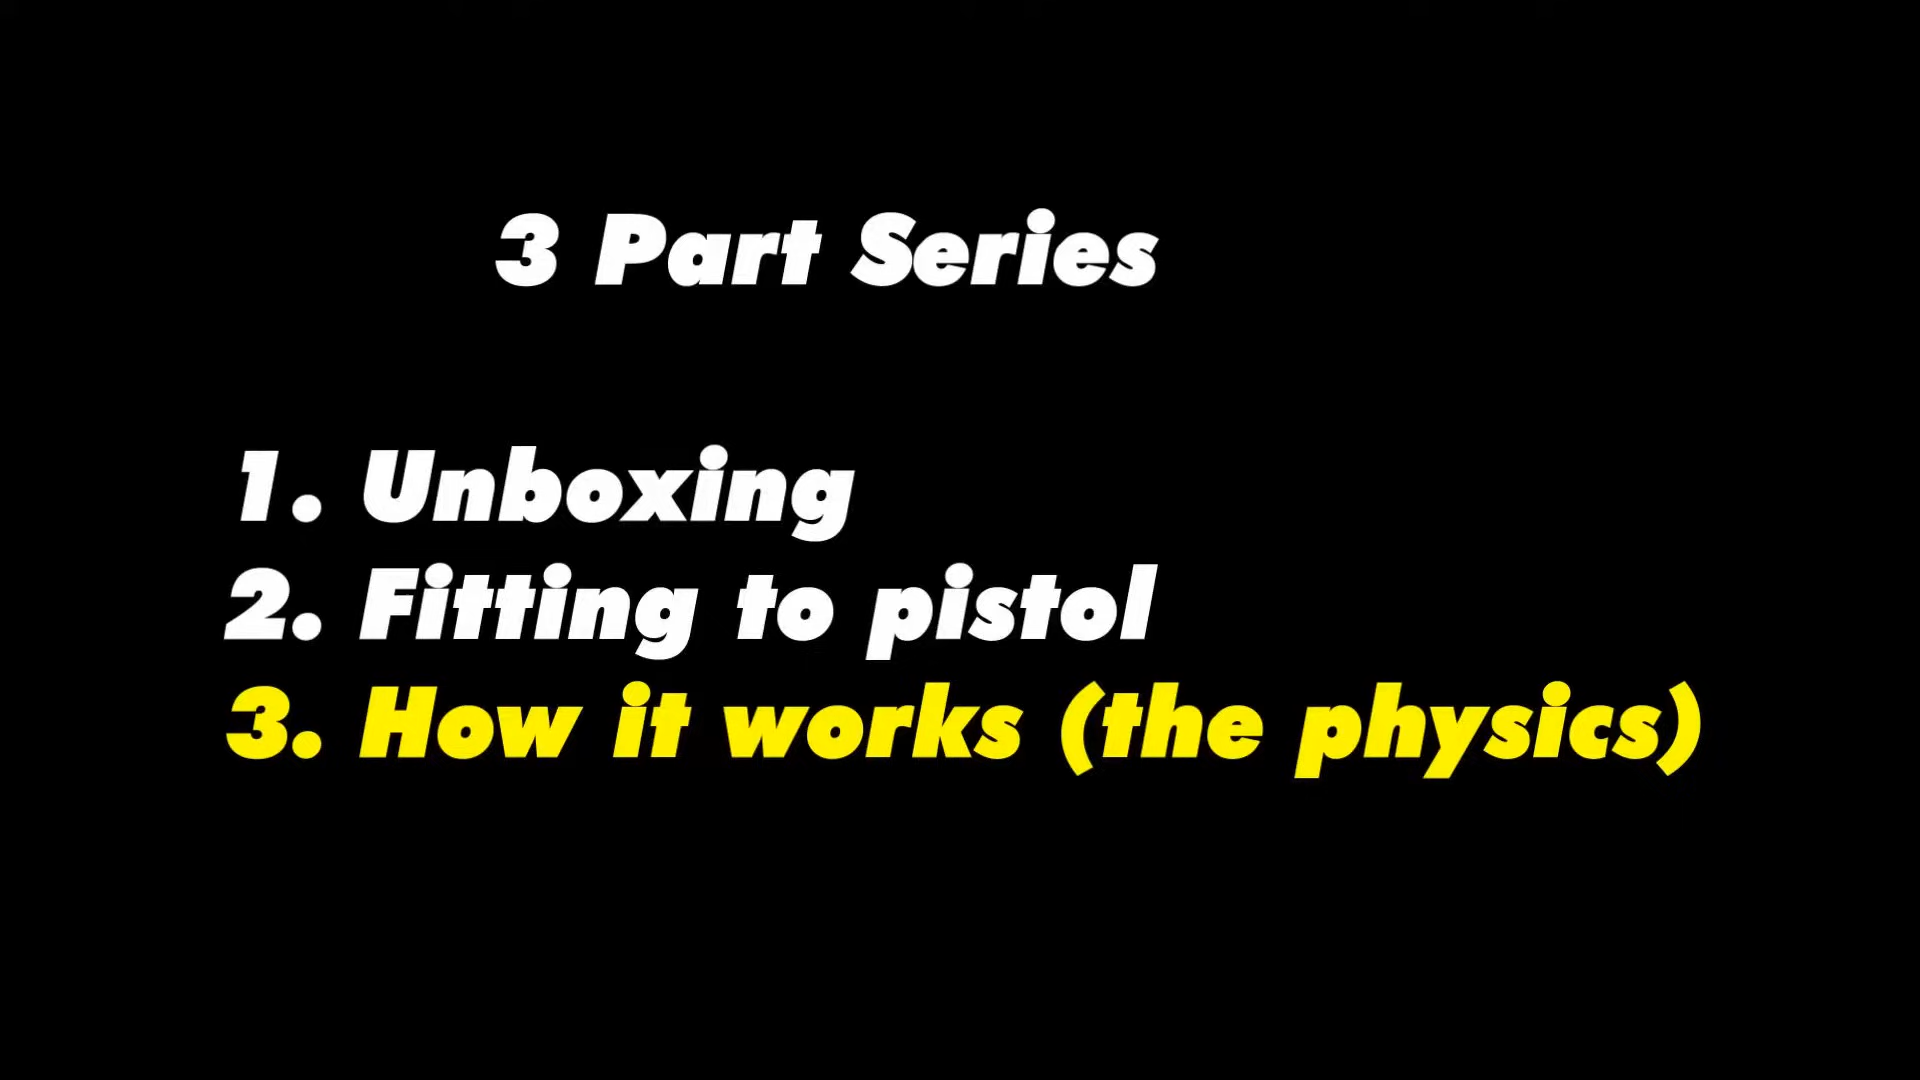 3 Part Series
1. Unboxing
2. Fitting to pistol
3. How it works (the physics)